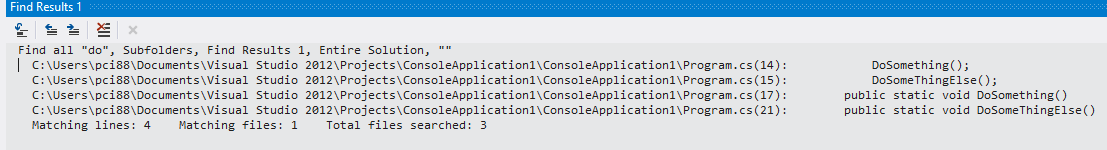 Find Results 1
Find all "do", Subfolders, Find Results 1, Entire Solution, ""
C:\Users\pci88\Documents\Visual Studio 2012\Projects\ConsoleApplication1\ConsoleApplication1\Program.cs(14):            DoSomething();
C:\Users\pci88\Documents\Visual Studio 2012\Projects\ConsoleApplication1\ConsoleApplication1\Program.cs(15):            DoSomeThingElse();
C:\Users\pci88\Documents\Visual Studio 2012\Projects\ConsoleApplication1\ConsoleApplication1\Program.cs(17):        public static void DoSomething()
C:\Users\pci88\Documents\Visual Studio 2012\Projects\ConsoleApplication1\ConsoleApplication1\Program.cs(21):        public static void DoSomeThingElse()
Matching lines: 4    Matching files: 1    Total files searched: 3